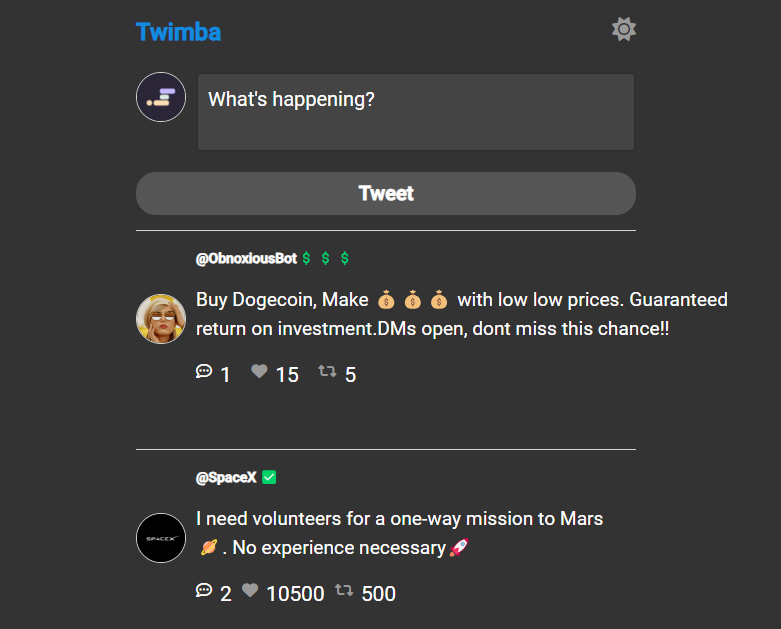 Twimba
What's happening?
Tweet
@ObnoxiousBot $ $ $
Buy Dogecoin, Make 💰 💰 💰 with low low prices. Guaranteed
return on investment.DMs open, dont miss this chance!!
1 15 5
@SpaceX ✅
SPACEX
I need volunteers for a one-way mission to Mars
🪐 . No experience necessary🚀
2 10500 500